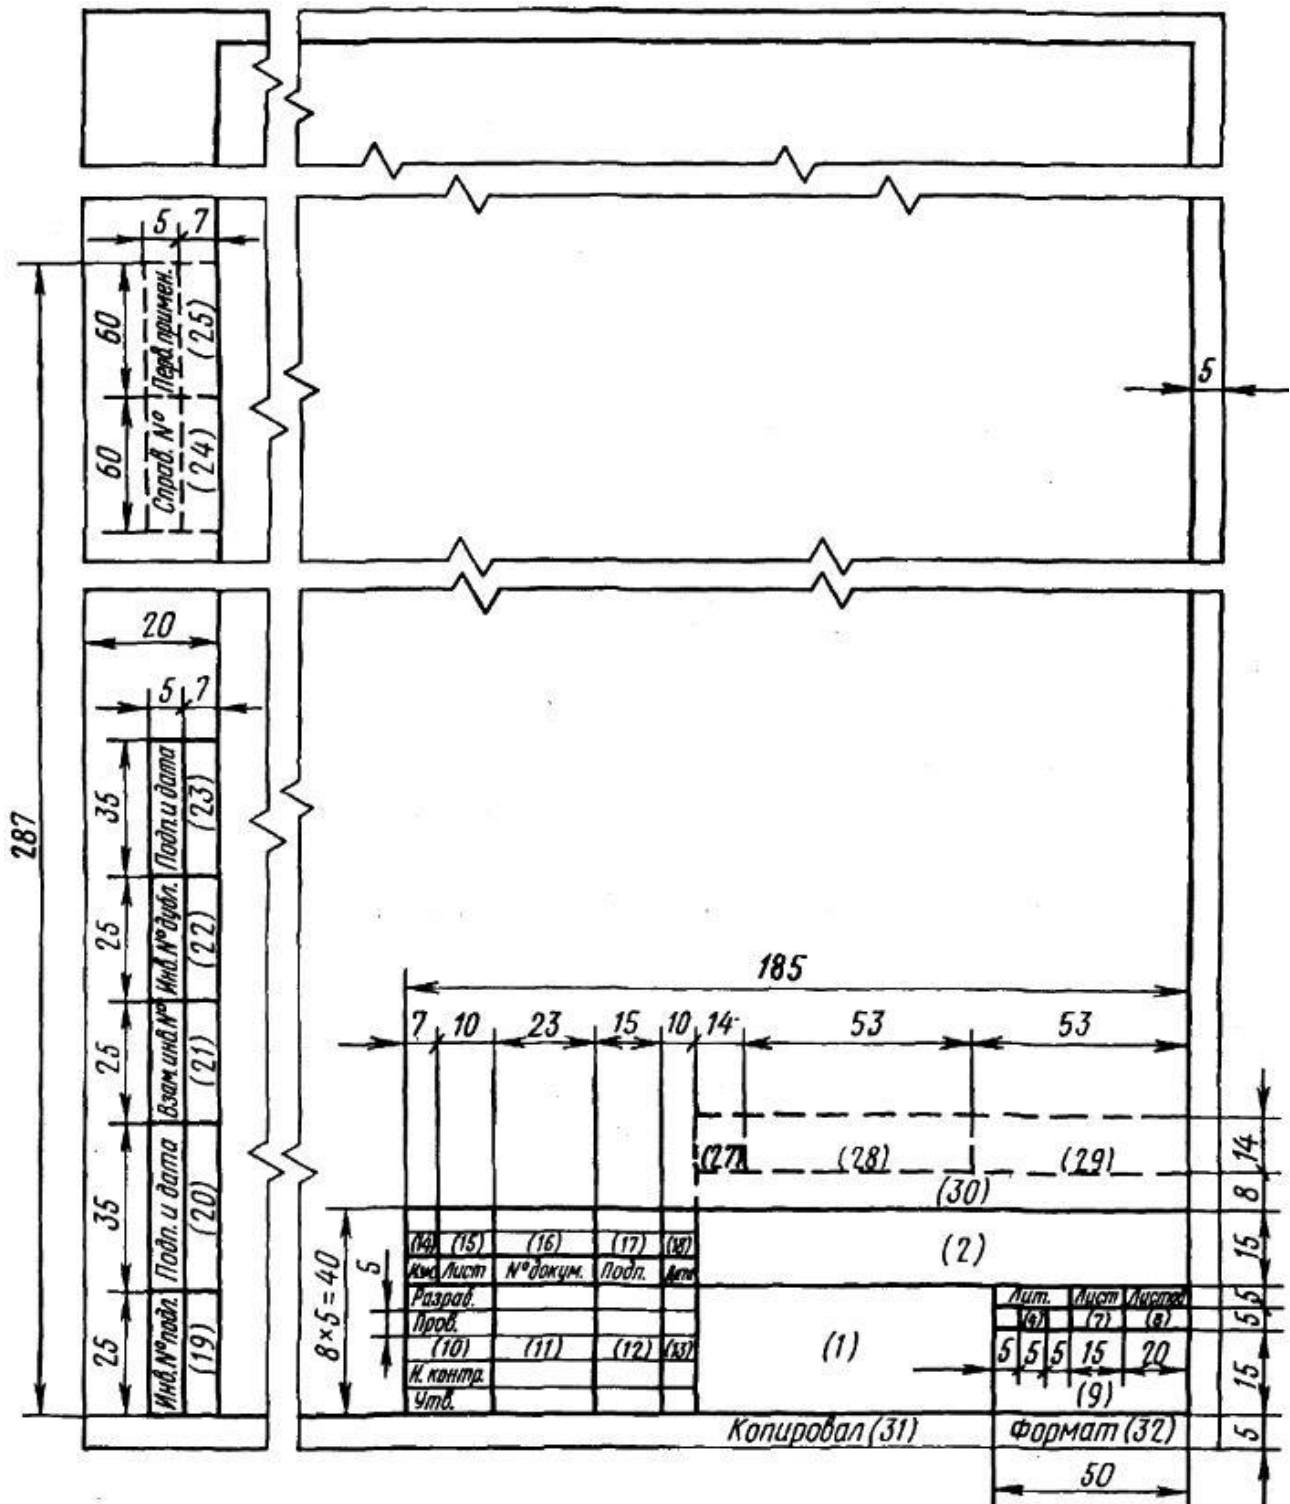 5 7
60
Перв. примен.
(25)
60
Справ. №
(24)
5
20
5 7
287
35
Подп. и дата
(23)
25
Инв. № дубл.
(22)
25
Взам. инв. №
(21)
35
Подп. и дата
(20)
25
Инв. № подл.
(19)
185
7 10 23 15 10 14 53 53
(27) (28) (29)
14
(30)
8
8×5=40
5
(14) (15) (16) (17) (18)
(2)
15
Изм Лист № докум. Подп. Дата
Разраб.
Лит. Лист Листов
5
Пров.
(4) (7) (8)
5
(10) (11) (12) (13)
(1)
5 5 5 15 20
15
Н. контр.
(9)
Утв.
Копировал (31) Формат (32)
5
50